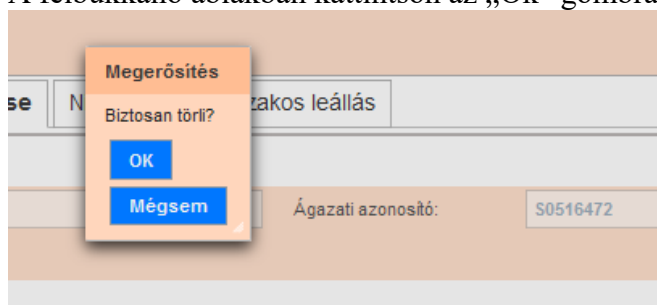 A felbukkanó ablakban kattintson az „Ok” gombra
Megerősítés
se N zakos leállás
Biztosan törli?
OK
Mégsem
Ágazati azonosító: S0516472